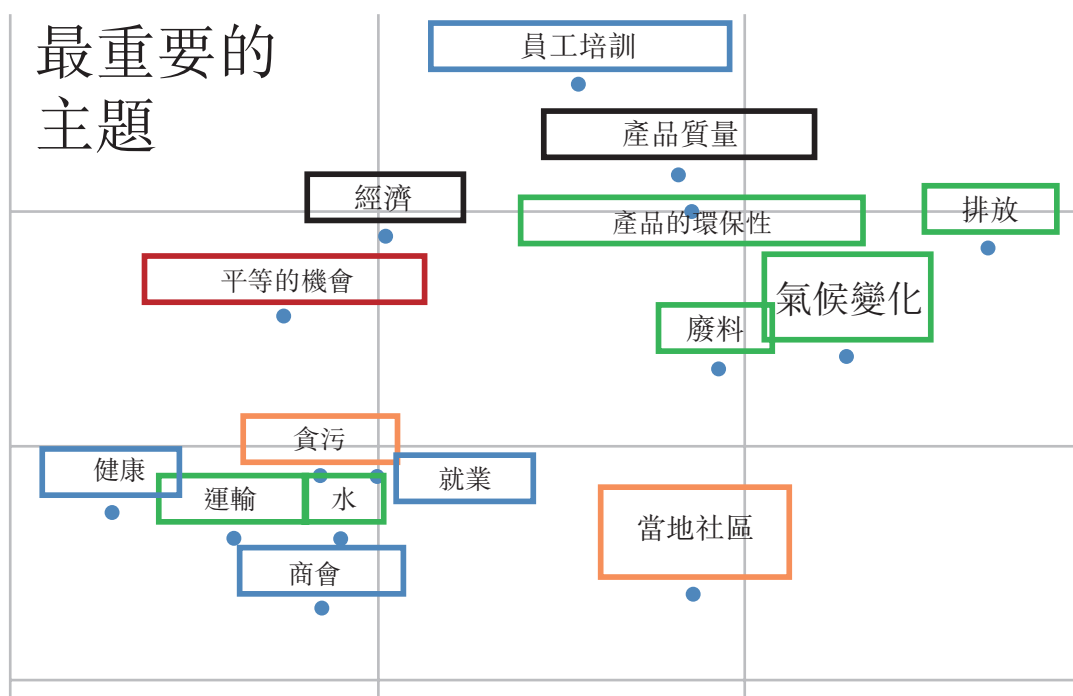 最重要的
主題
員工培訓
產品質量
經濟
排放
產品的環保性
平等的機會
氣候變化
廢料
貪污
健康
就業
運輸
水
當地社區
商會